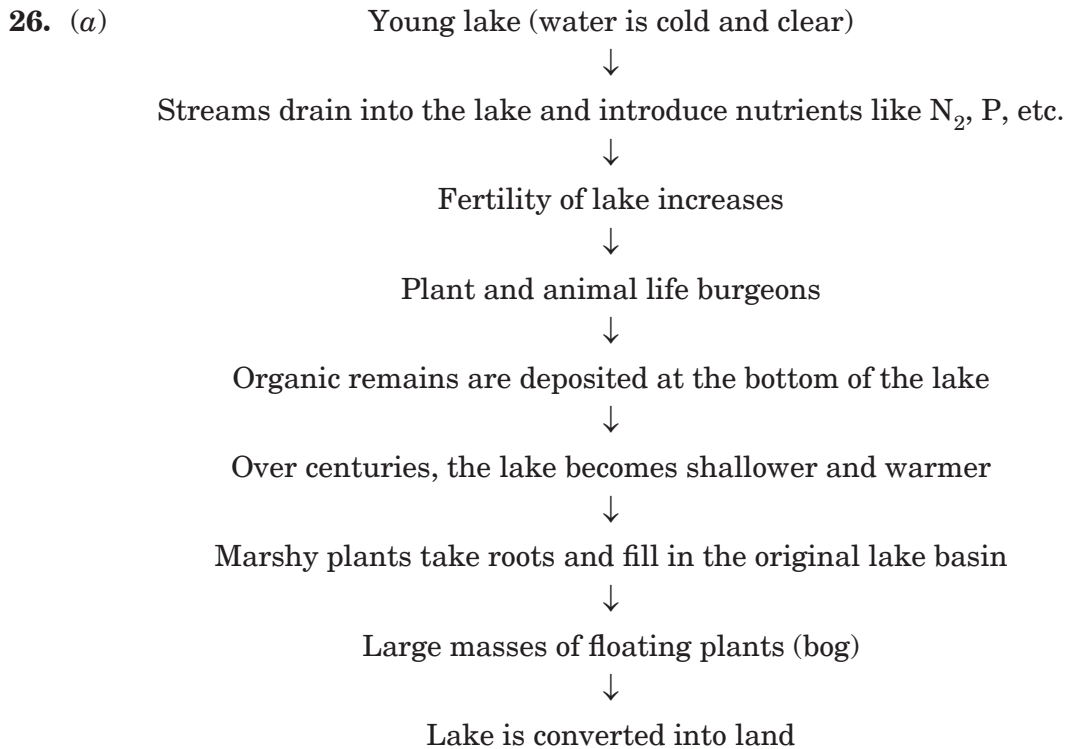 26. (a) Young lake (water is cold and clear)
↓
Streams drain into the lake and introduce nutrients like N₂, P, etc.
↓
Fertility of lake increases
↓
Plant and animal life burgeons
↓
Organic remains are deposited at the bottom of the lake
↓
Over centuries, the lake becomes shallower and warmer
↓
Marshy plants take roots and fill in the original lake basin
↓
Large masses of floating plants (bog)
↓
Lake is converted into land